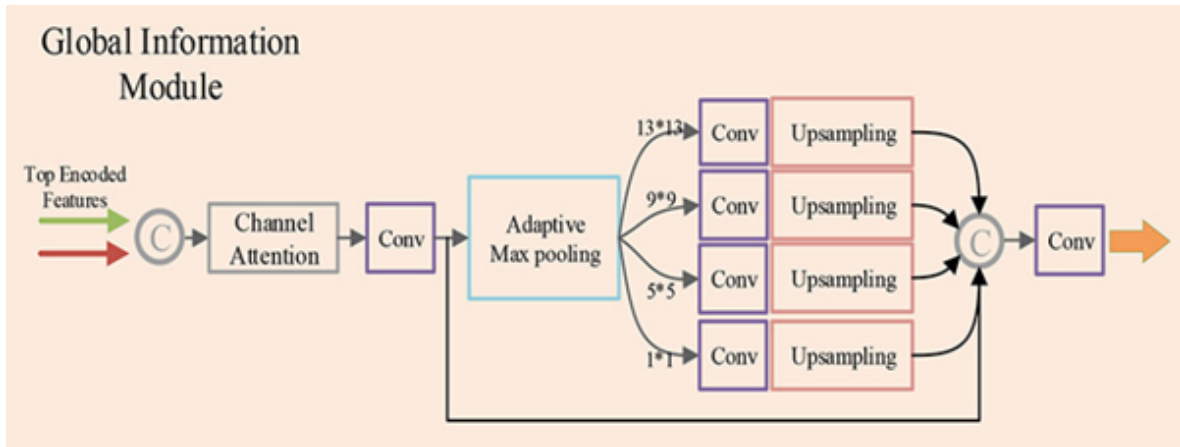 Global Information
Module
Top Encoded
Features
C
Channel
Attention
Conv
Adaptive
Max pooling
13*13
Conv
Upsampling
9*9
Conv
Upsampling
5*5
Conv
Upsampling
1*1
Conv
Upsampling
C
Conv